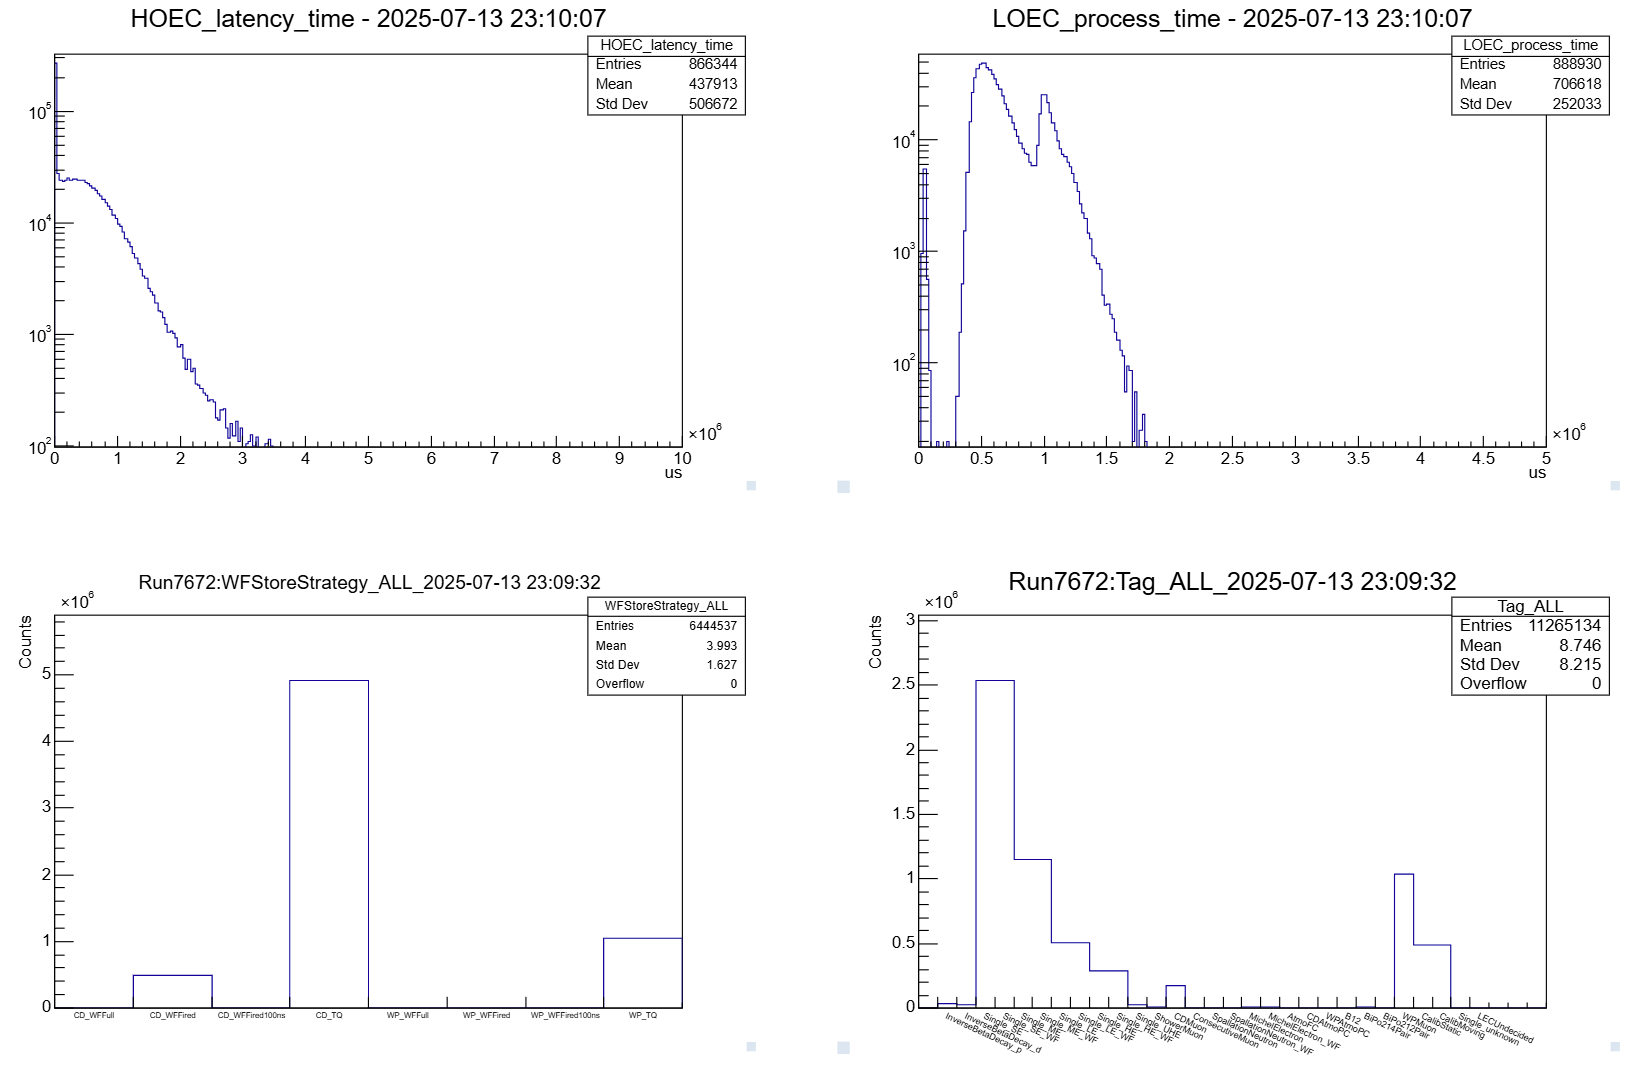 HOEC_latency_time - 2025-07-13 23:10:07
HOEC_latency_time
Entries 866344
Mean 437913
Std Dev 506672
10^5
10^4
10^3
10^2
0 1 2 3 4 5 6 7 8 9 10
×10^6
us
LOEC_process_time - 2025-07-13 23:10:07
LOEC_process_time
Entries 888930
Mean 706618
Std Dev 252033
10^4
10^3
10^2
0 0.5 1 1.5 2 2.5 3 3.5 4 4.5 5
×10^6
us
Run7672:WFStoreStrategy_ALL_2025-07-13 23:09:32
×10^6
Counts
WFStoreStrategy_ALL
Entries 6444537
Mean 3.993
Std Dev 1.627
Overflow 0
5
4
3
2
1
0
CD_WFFull CD_WFFired CD_WFFired100ns CD_TQ WP_WFFull WP_WFFired WP_WFFired100ns WP_TQ
Run7672:Tag_ALL_2025-07-13 23:09:32
×10^6
Counts
Tag_ALL
Entries 11265134
Mean 8.746
Std Dev 8.215
Overflow 0
3
2.5
2
1.5
1
0.5
0
InverseBetaDecay_p
InverseBetaDecay_d
ShowerMuon
CDMuon
ConsecutiveMuon
SpallationNeutron
SpallationNeutron_WF
MichelElectron
MichelElectron_WF
AtmoFC
CDAtmoPC
WPAtmoPC
B12
BiPo214Pair
BiPo212Pair
WPMuon
CalibStatic
CalibMoving
Single_unknown
LECUndecided